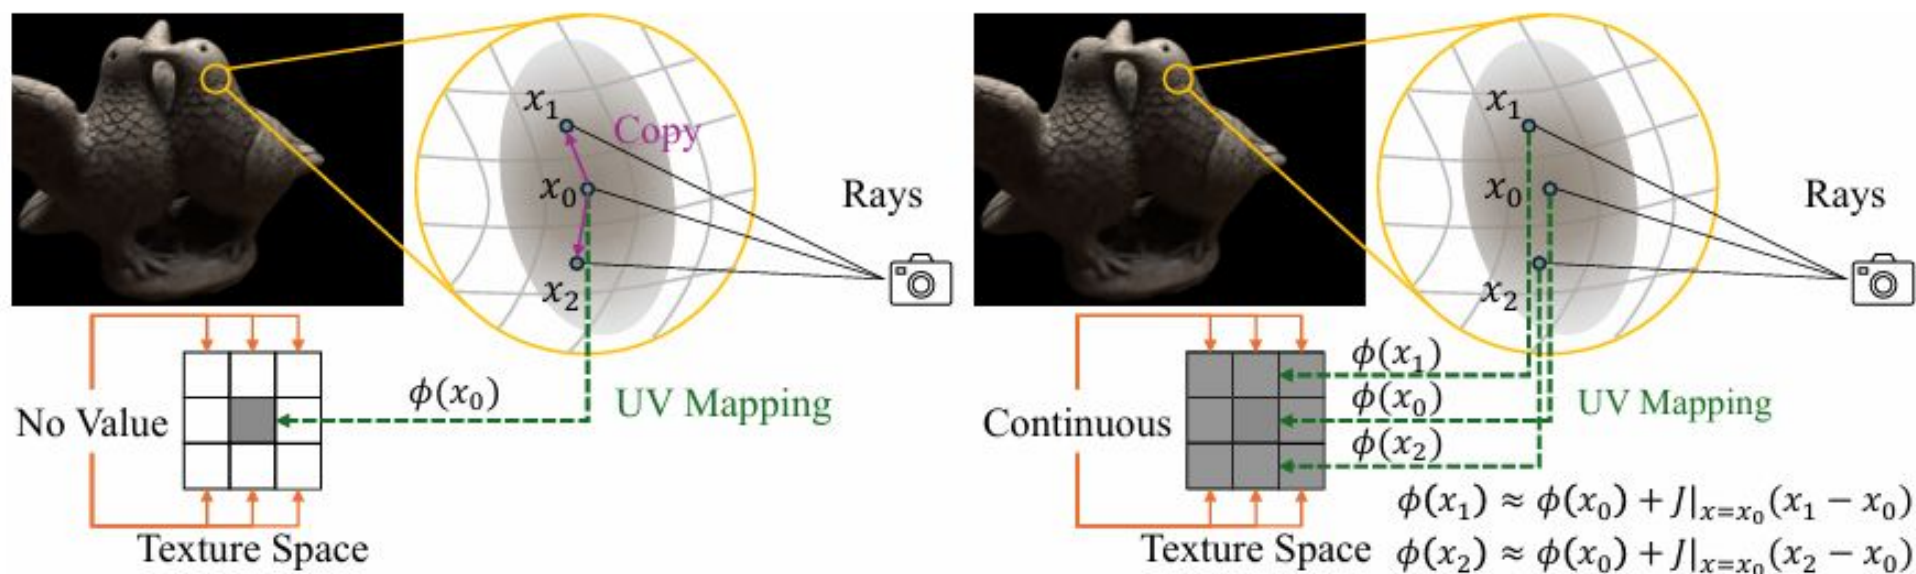 x₁
Copy
x₀
Rays
x₂
No Value
ϕ(x₀)
UV Mapping
Texture Space
x₁
x₀
Rays
x₂
ϕ(x₁)
Continuous
ϕ(x₀)
UV Mapping
ϕ(x₂)
ϕ(x₁) ≈ ϕ(x₀) + J|ₓ₌ₓ₀(x₁ − x₀)
Texture Space
ϕ(x₂) ≈ ϕ(x₀) + J|ₓ₌ₓ₀(x₂ − x₀)